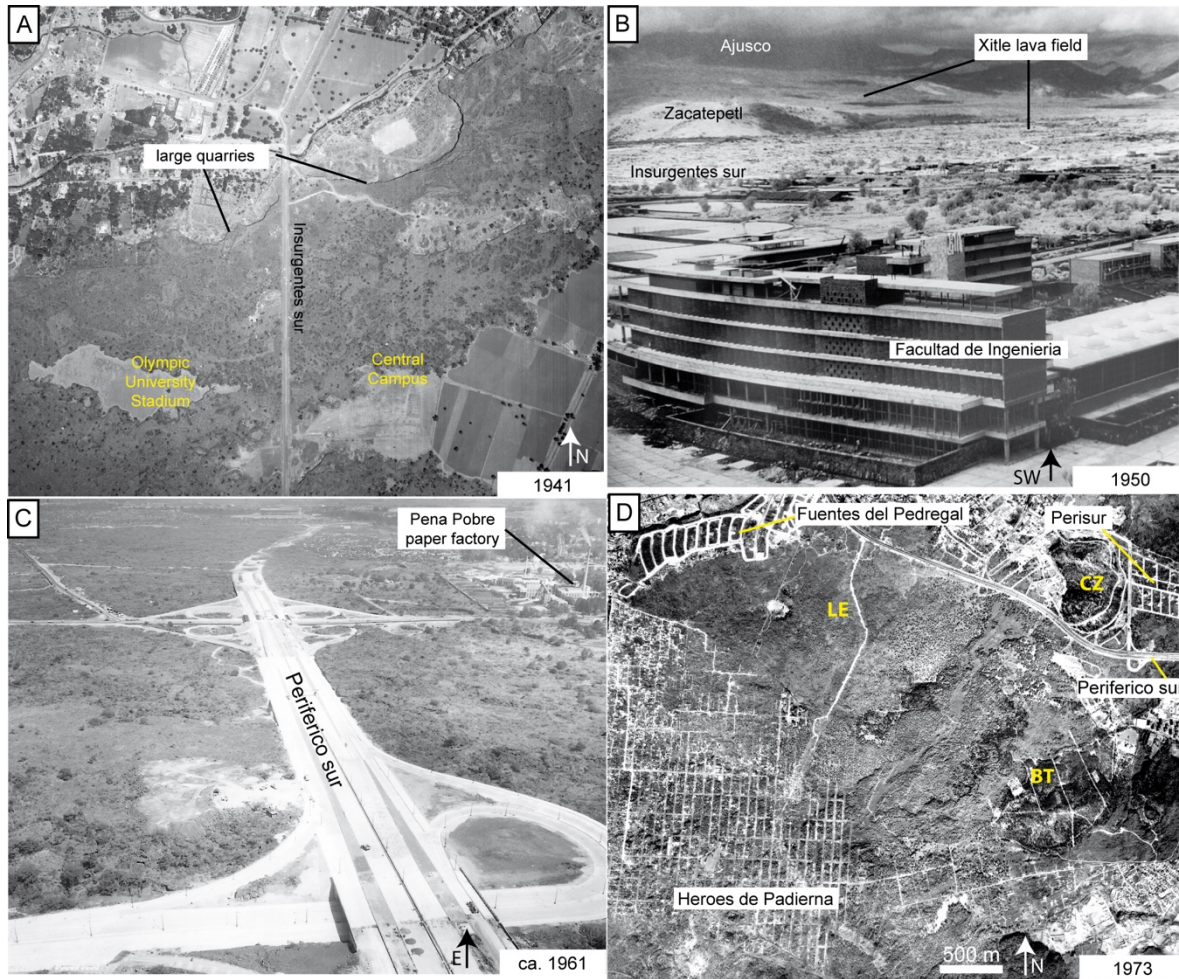 A
large quarries
Insurgentes sur
Olympic
University
Stadium
Central
Campus
N
1941
B
Ajusco
Xitle lava field
Zacatepetl
Insurgentes sur
Facultad de Ingenieria
SW
1950
C
Pena Pobre
paper factory
Periferico sur
E
ca. 1961
D
Fuentes del Pedregal
Perisur
CZ
LE
Periferico sur
BT
Heroes de Padierna
500 m
N
1973